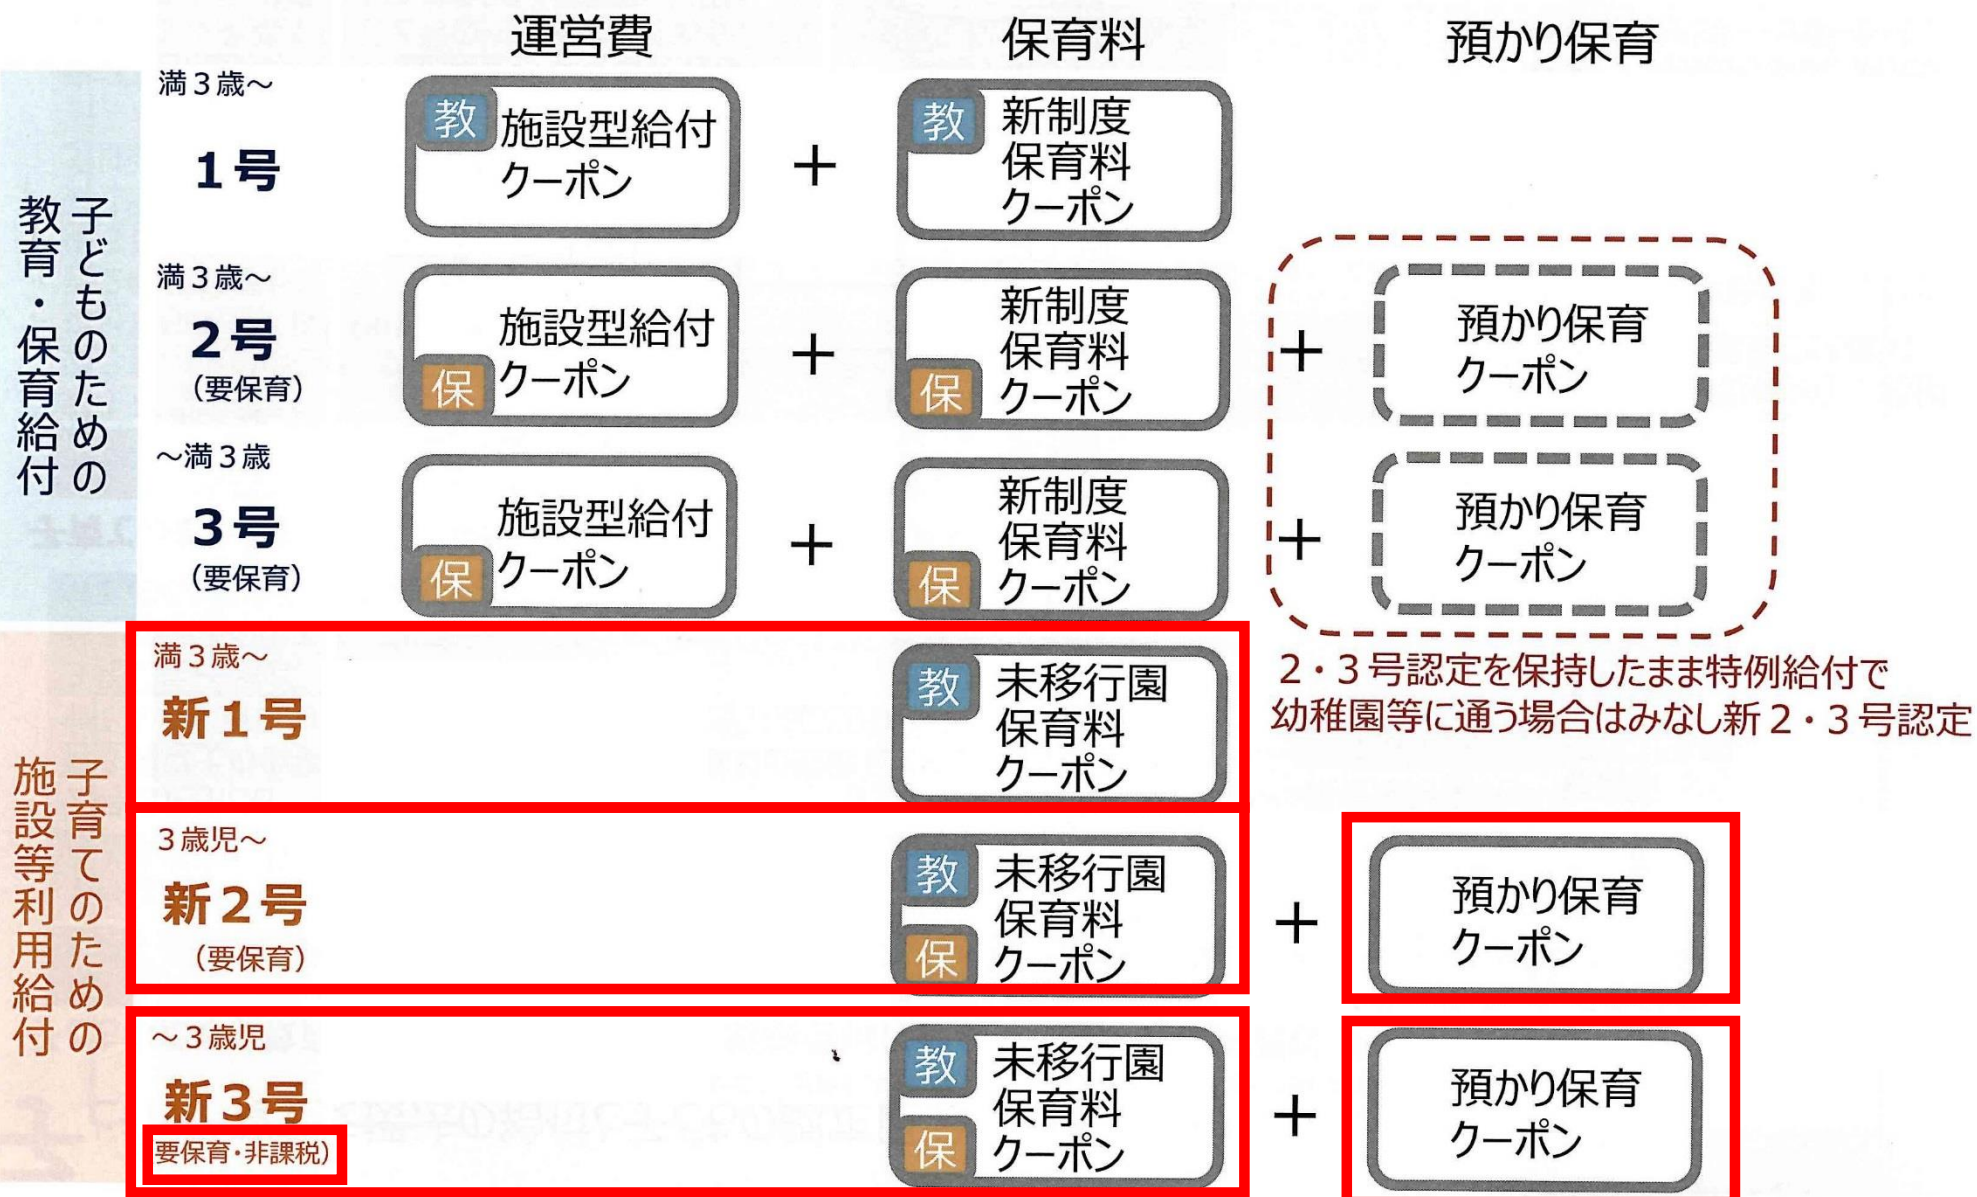 運営費
保育料
預かり保育
子どものための
教育・保育給付
満３歳～
1号
教
施設型給付
クーポン
＋
教
新制度
保育料
クーポン
満３歳～
2号
（要保育）
保
施設型給付
クーポン
＋
保
新制度
保育料
クーポン
＋
預かり保育
クーポン
～満３歳
3号
（要保育）
保
施設型給付
クーポン
＋
保
新制度
保育料
クーポン
＋
預かり保育
クーポン
2・3号認定を保持したまま特例給付で
幼稚園等に通う場合はみなし新2・3号認定
子育てのための
施設等利用給付
満３歳～
新1号
教
未移行園
保育料
クーポン
３歳児～
新2号
（要保育）
教
保
未移行園
保育料
クーポン
＋
預かり保育
クーポン
～３歳児
新3号
要保育・非課税）
教
保
未移行園
保育料
クーポン
＋
預かり保育
クーポン